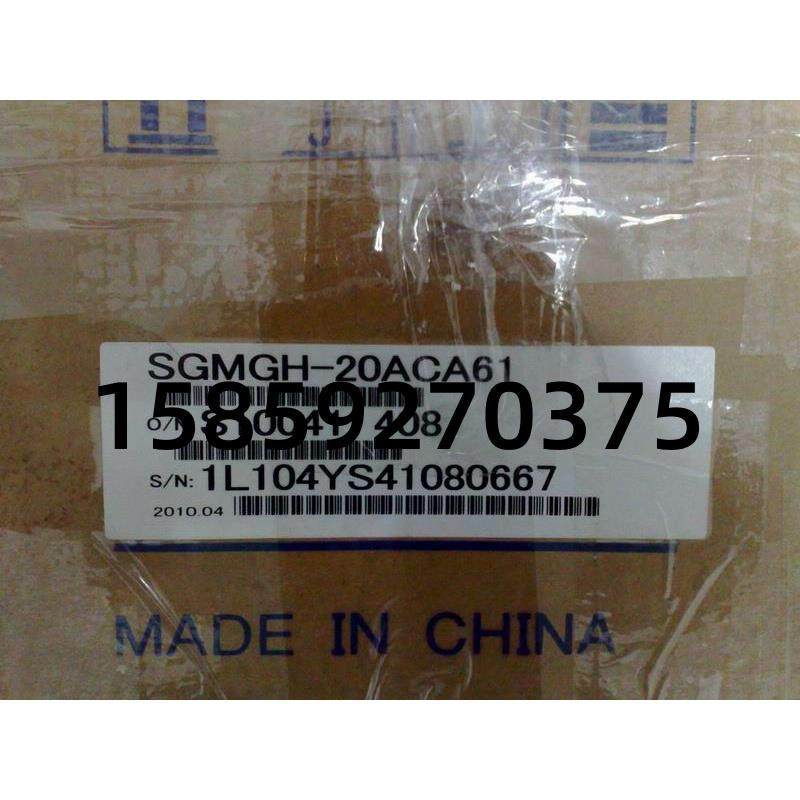 SGMGH-20ACA61
15859270375
O/N
S/N: 1L104YS41080667
2010.04
MADE IN CHINA